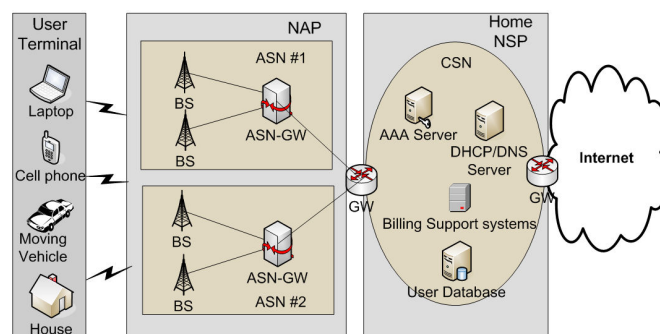 User
Terminal
Laptop
Cell phone
Moving
Vehicle
House
NAP
ASN #1
BS
BS
ASN-GW
BS
BS
ASN-GW
ASN #2
Home
NSP
CSN
AAA Server
DHCP/DNS
Server
GW
Billing Support systems
User Database
GW
Internet